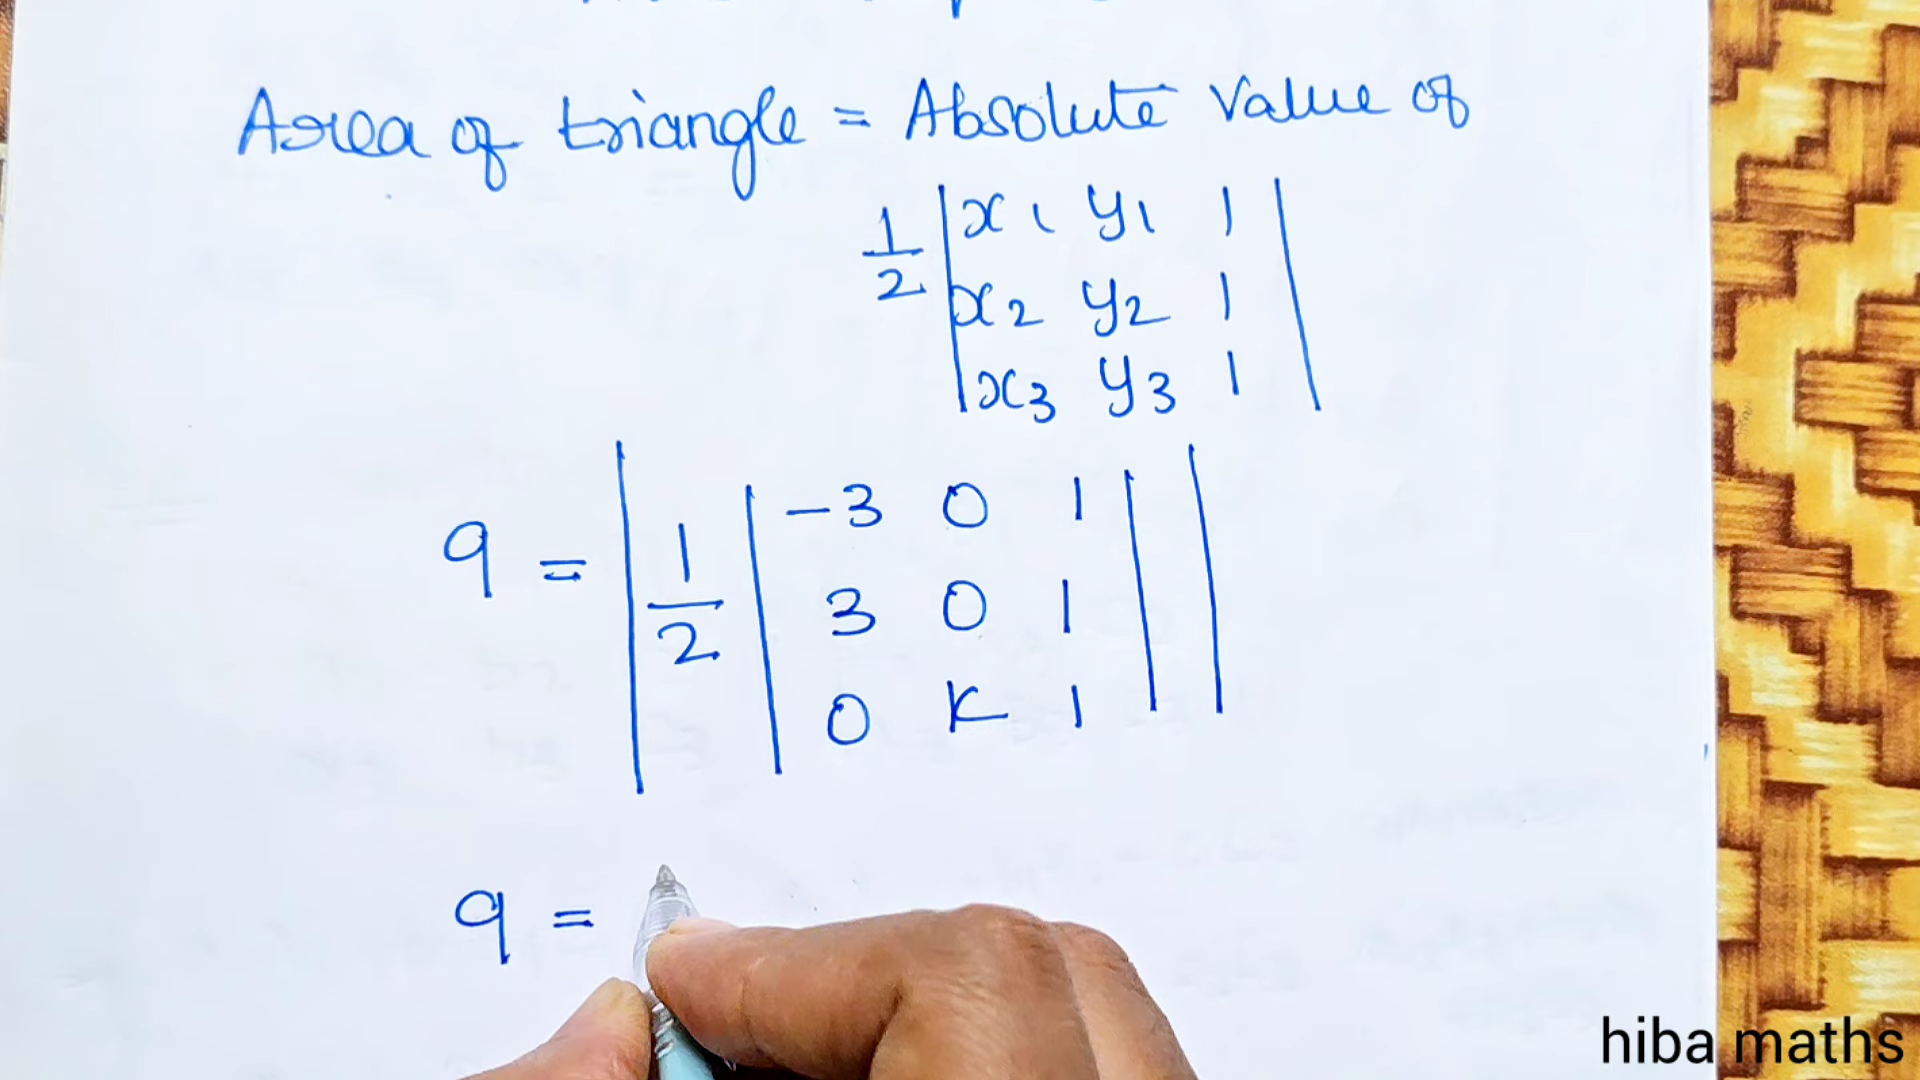 Area of triangle = Absolute value of
1/2 | x1 y1 1 |
| x2 y2 1 |
| x3 y3 1 |
9 = | 1/2 | -3 0 1 | |
3 0 1
0 K 1
9 =
hiba maths